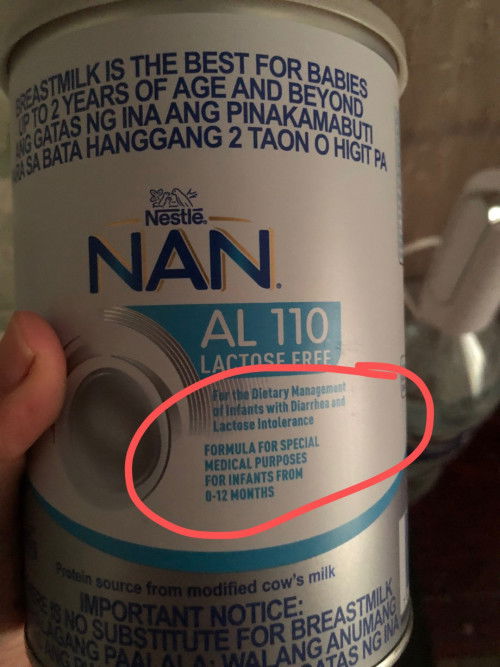 BREASTMILK IS THE BEST FOR BABIES
UP TO 2 YEARS OF AGE AND BEYOND
ANG GATAS NG INA ANG PINAKAMABUTI
SA BATA HANGGANG 2 TAON O HIGIT PA
Nestlé
NAN
AL 110
LACTOSE FREE
For the Dietary Management
of Infants with Diarrhea and
Lactose Intolerance
FORMULA FOR SPECIAL
MEDICAL PURPOSES
FOR INFANTS FROM
0-12 MONTHS
Protein source from modified cow's milk
IMPORTANT NOTICE:
IS NO SUBSTITUTE FOR BREASTMILK
PAALALA: WALANG ANUMANG
GATAS NG INA